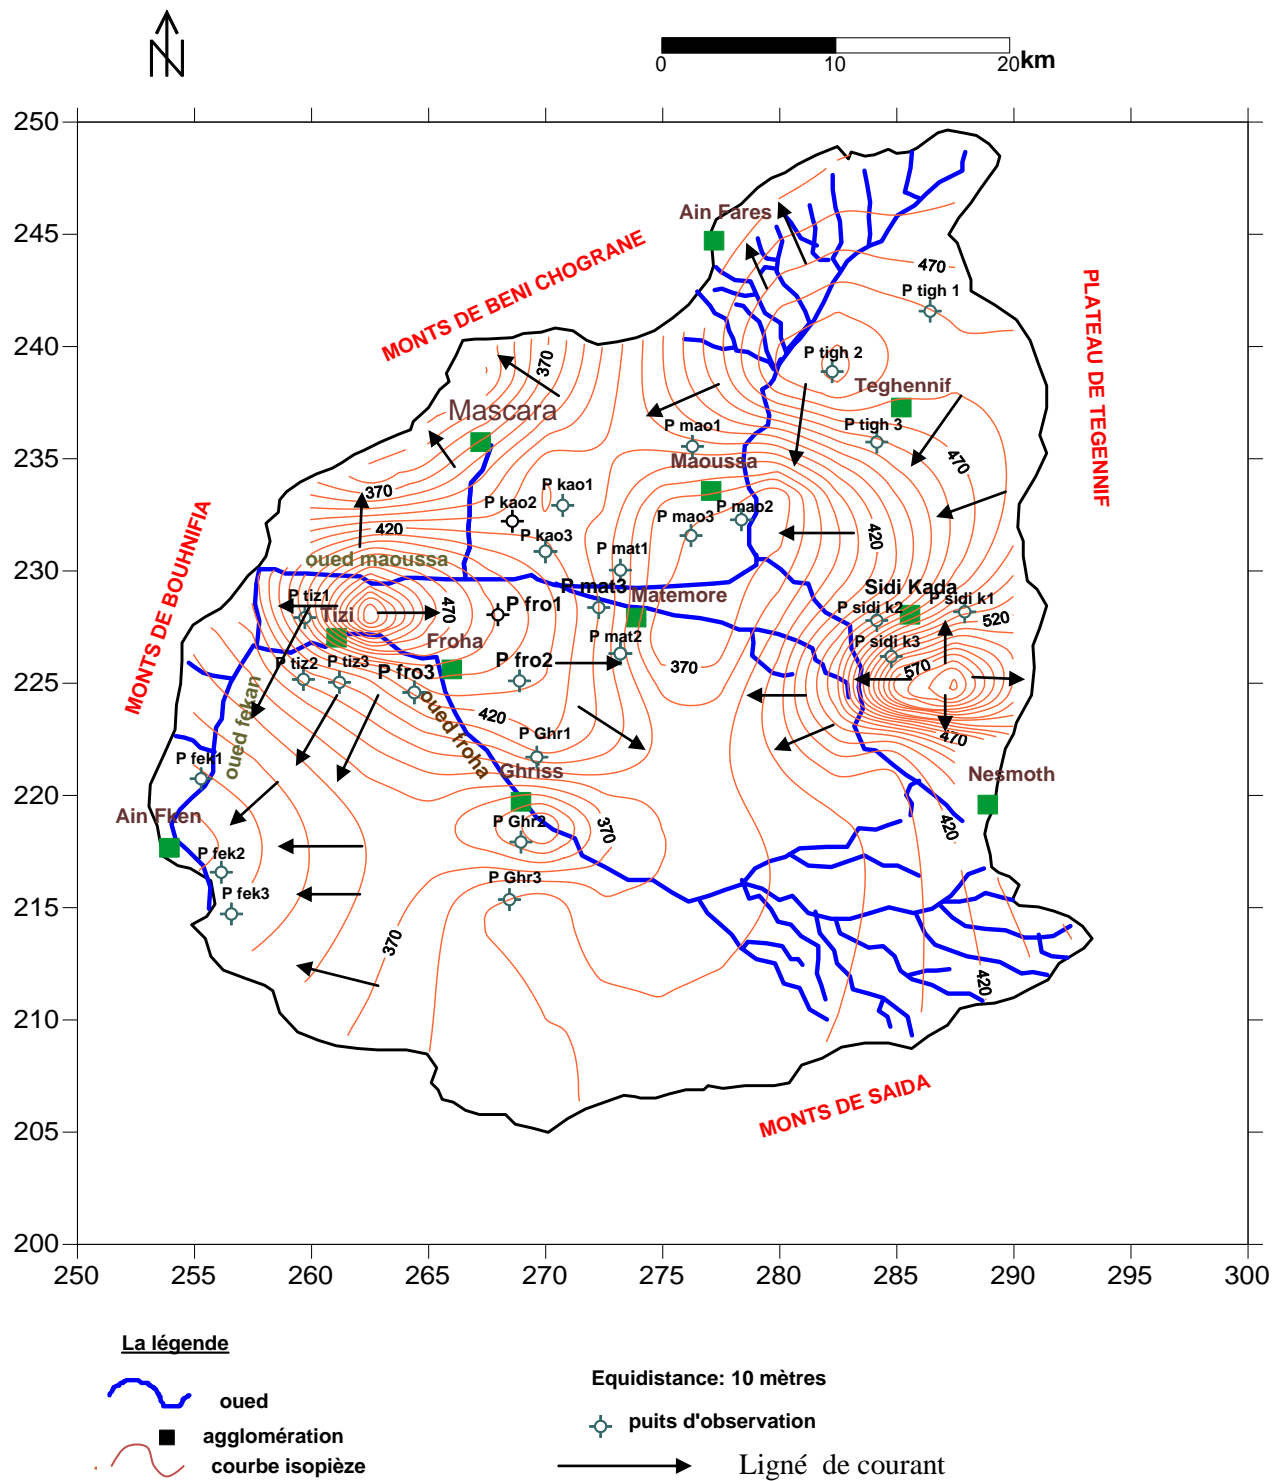 N
0 10 20 km
250
245
240
235
230
225
220
215
210
205
200
250 255 260 265 270 275 280 285 290 295 300
Ain Fares
MONTS DE BENI CHOGRANE
PLATEAU DE TEGENNIF
470
P tigh 1
P tigh 2
370
Teghennif
Mascara
P mao1
P tigh 3
470
Maoussa
370
P kao1
P kao2
P mao2
P mao3
420
420
P kao3
P mat1
oued maoussa
MONTS DE BOUHNIFIA
P mat3
Sidi Kada
P tiz1
Tizi
470
P fro1
Matemore
P sidi k2
P sidi k1
520
Froha
P mat2
P sidi k3
P tiz2
P tiz3
P fro3
P fro2
370
570
oued fekan
oued froha
420
P Ghr1
470
P fek1
Ghriss
Nesmoth
Ain Fken
P Ghr2
370
420
P fek2
P Ghr3
P fek3
370
420
MONTS DE SAIDA
La légende
oued
agglomération
courbe isopièze
Equidistance: 10 mètres
puits d'observation
Ligné de courant